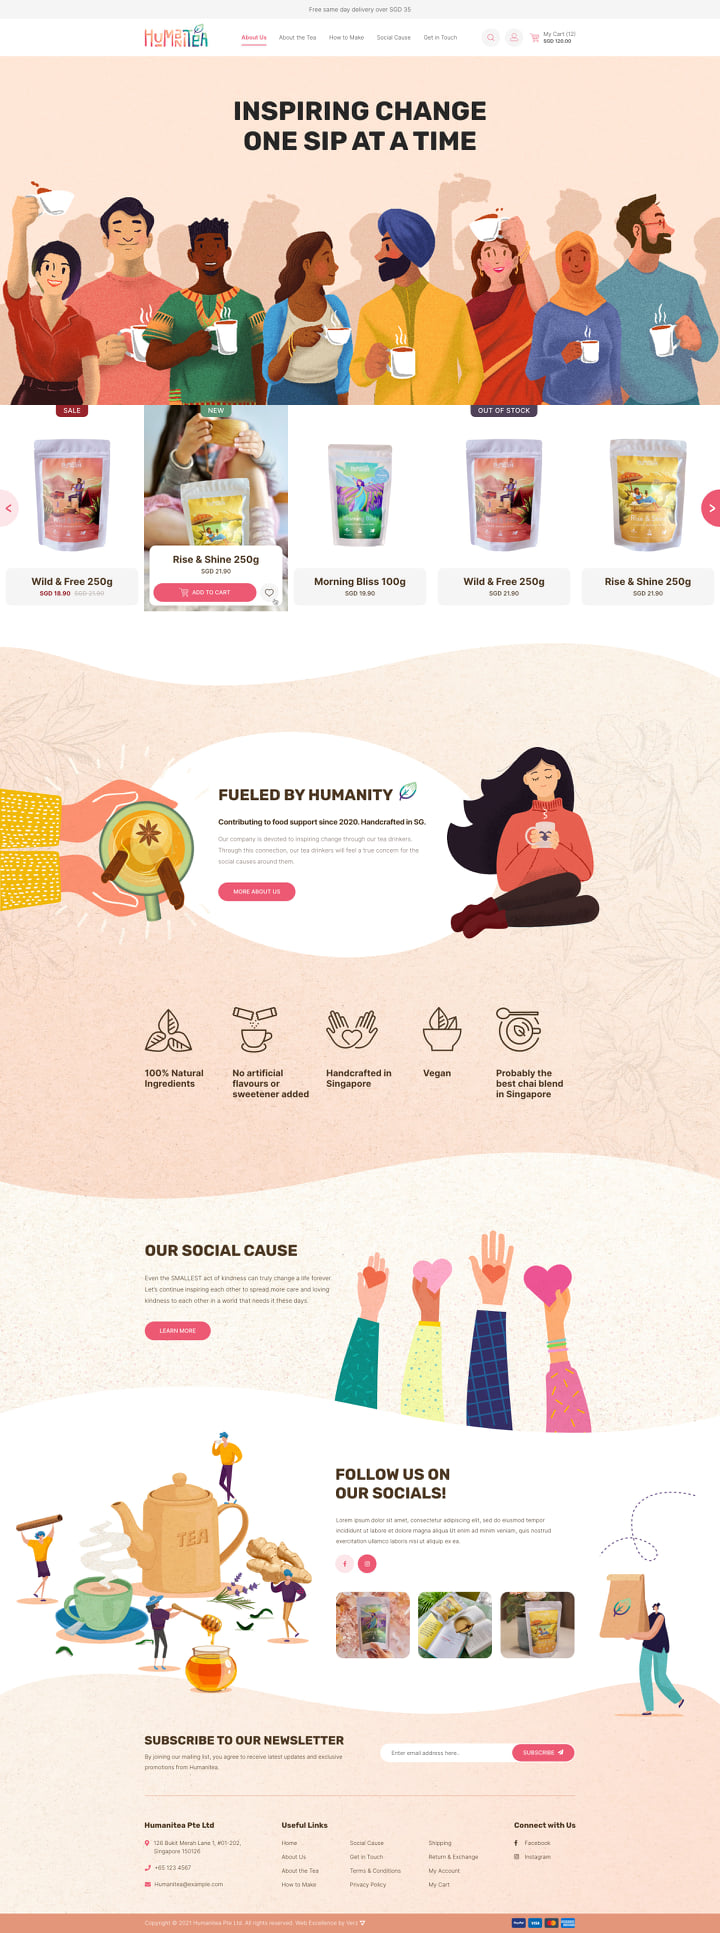 Free same day delivery over SGD 35
HUMANITEA
About Us
About the Tea
How to Make
Social Cause
Get in Touch
My Cart (12)
SGD 120.00
INSPIRING CHANGE
ONE SIP AT A TIME
SALE
NEW
OUT OF STOCK
<
>
Wild & Free 250g
SGD 18.90 SGD 21.90
Rise & Shine 250g
SGD 21.90
ADD TO CART
Morning Bliss 100g
SGD 19.90
Wild & Free 250g
SGD 21.90
Rise & Shine 250g
SGD 21.90
FUELED BY HUMANITY
Contributing to food support since 2020. Handcrafted in SG.
Our company is devoted to inspiring change through our tea drinkers.
Through this connection, our tea drinkers will feel a true concern for the
social causes around them.
MORE ABOUT US
100% Natural
Ingredients
No artificial
flavours or
sweetener added
Handcrafted in
Singapore
Vegan
Probably the
best chai blend
in Singapore
OUR SOCIAL CAUSE
Even the SMALLEST act of kindness can truly change a life forever.
Let's continue inspiring each other to spread more care and loving
kindness to each other in a world that needs it these days.
LEARN MORE
TEA
FOLLOW US ON
OUR SOCIALS!
Lorem ipsum dolor sit amet, consectetur adipiscing elit, sed do eiusmod tempor
incididunt ut labore et dolore magna aliqua Ut enim ad minim veniam, quis nostrud
exercitation ullamco laboris nisi ut aliquip ex ea.
SUBSCRIBE TO OUR NEWSLETTER
By joining our mailing list, you agree to receive latest updates and exclusive
promotions from Humanitea.
Enter email address here..
SUBSCRIBE
Humanitea Pte Ltd
126 Bukit Merah Lane 1, #01-202,
Singapore 150126
+65 123 4567
Humanitea@example.com
Useful Links
Home
About Us
About the Tea
How to Make
Social Cause
Get in Touch
Terms & Conditions
Privacy Policy
Shipping
Return & Exchange
My Account
My Cart
Connect with Us
Facebook
Instagram
Copyright © 2021 Humanitea Pte Ltd. All rights reserved. Web Excellence by Verz
PayPal
VISA